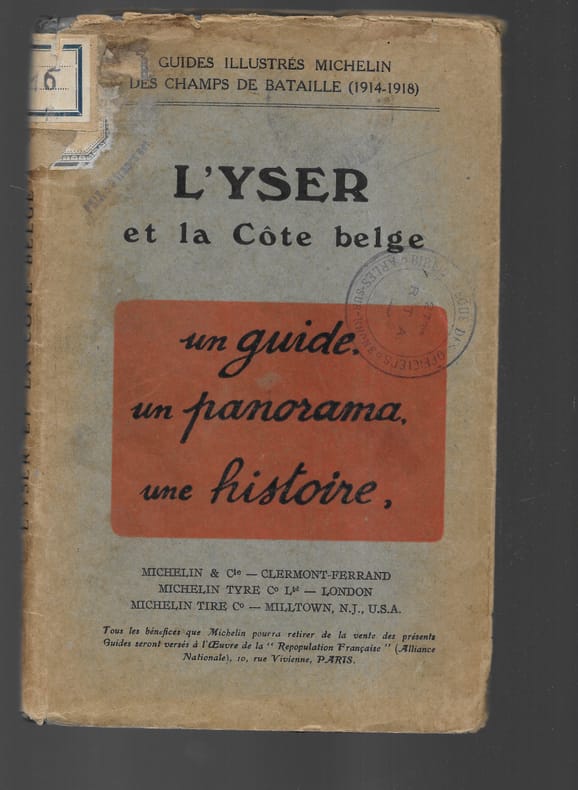 GUIDES ILLUSTRÉS MICHELIN
DES CHAMPS DE BATAILLE (1914-1918)
L'YSER
et la Côte belge
un guide.
un panorama.
une histoire.
MICHELIN & Cie — CLERMONT-FERRAND
MICHELIN TYRE Co Ltd — LONDON
MICHELIN TIRE Co — MILLTOWN, N.J., U.S.A.
Tous les bénéfices que Michelin pourra retirer de la vente des présents
Guides seront versés à l'Œuvre de la "Repopulation Française" (Alliance
Nationale), 10, rue Vivienne, PARIS.
L'YSER ET LA CÔTE BELGE